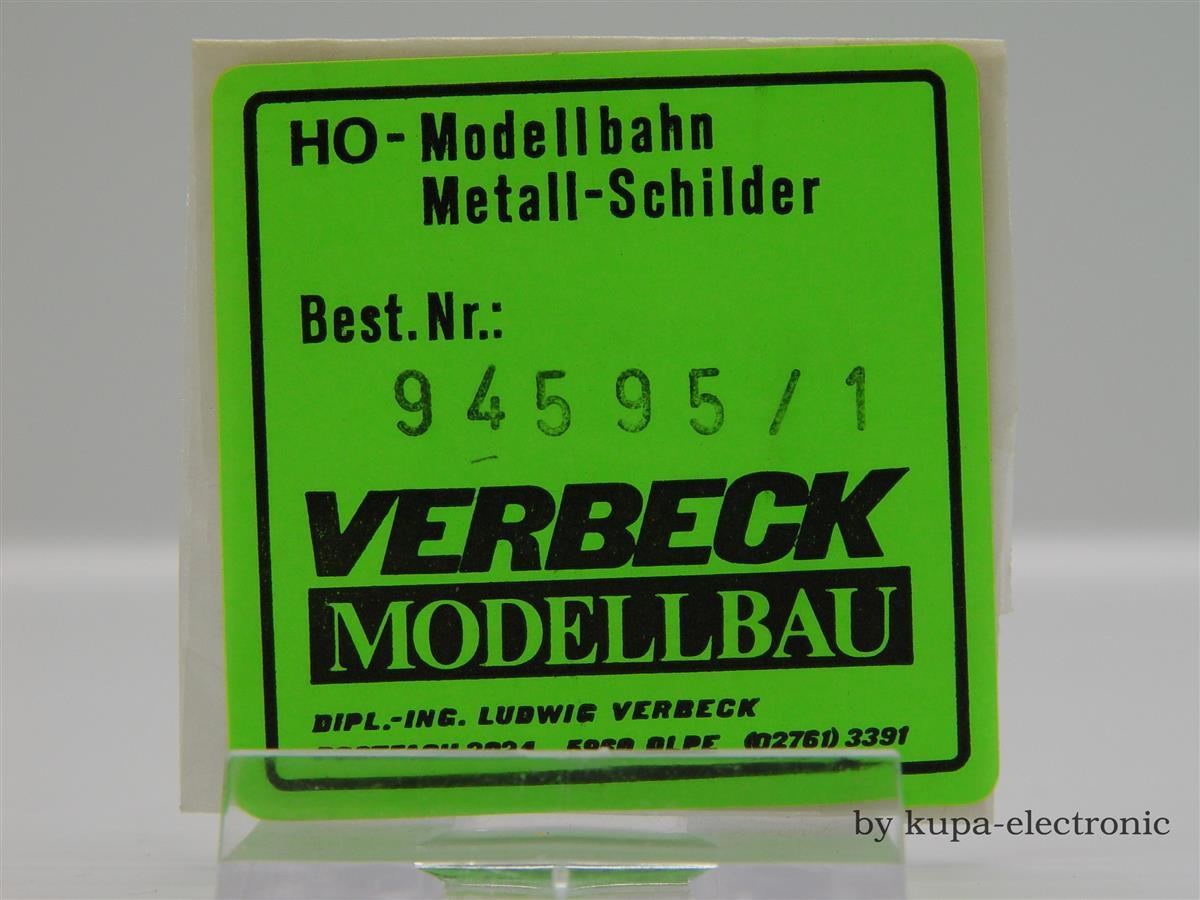 HO-Modellbahn
Metall-Schilder
Best.Nr.:
94595/1
VERBECK
MODELLBAU
DIPL.-ING. LUDWIG VERBECK
OLPE (02761) 3391
by kupa-electronic